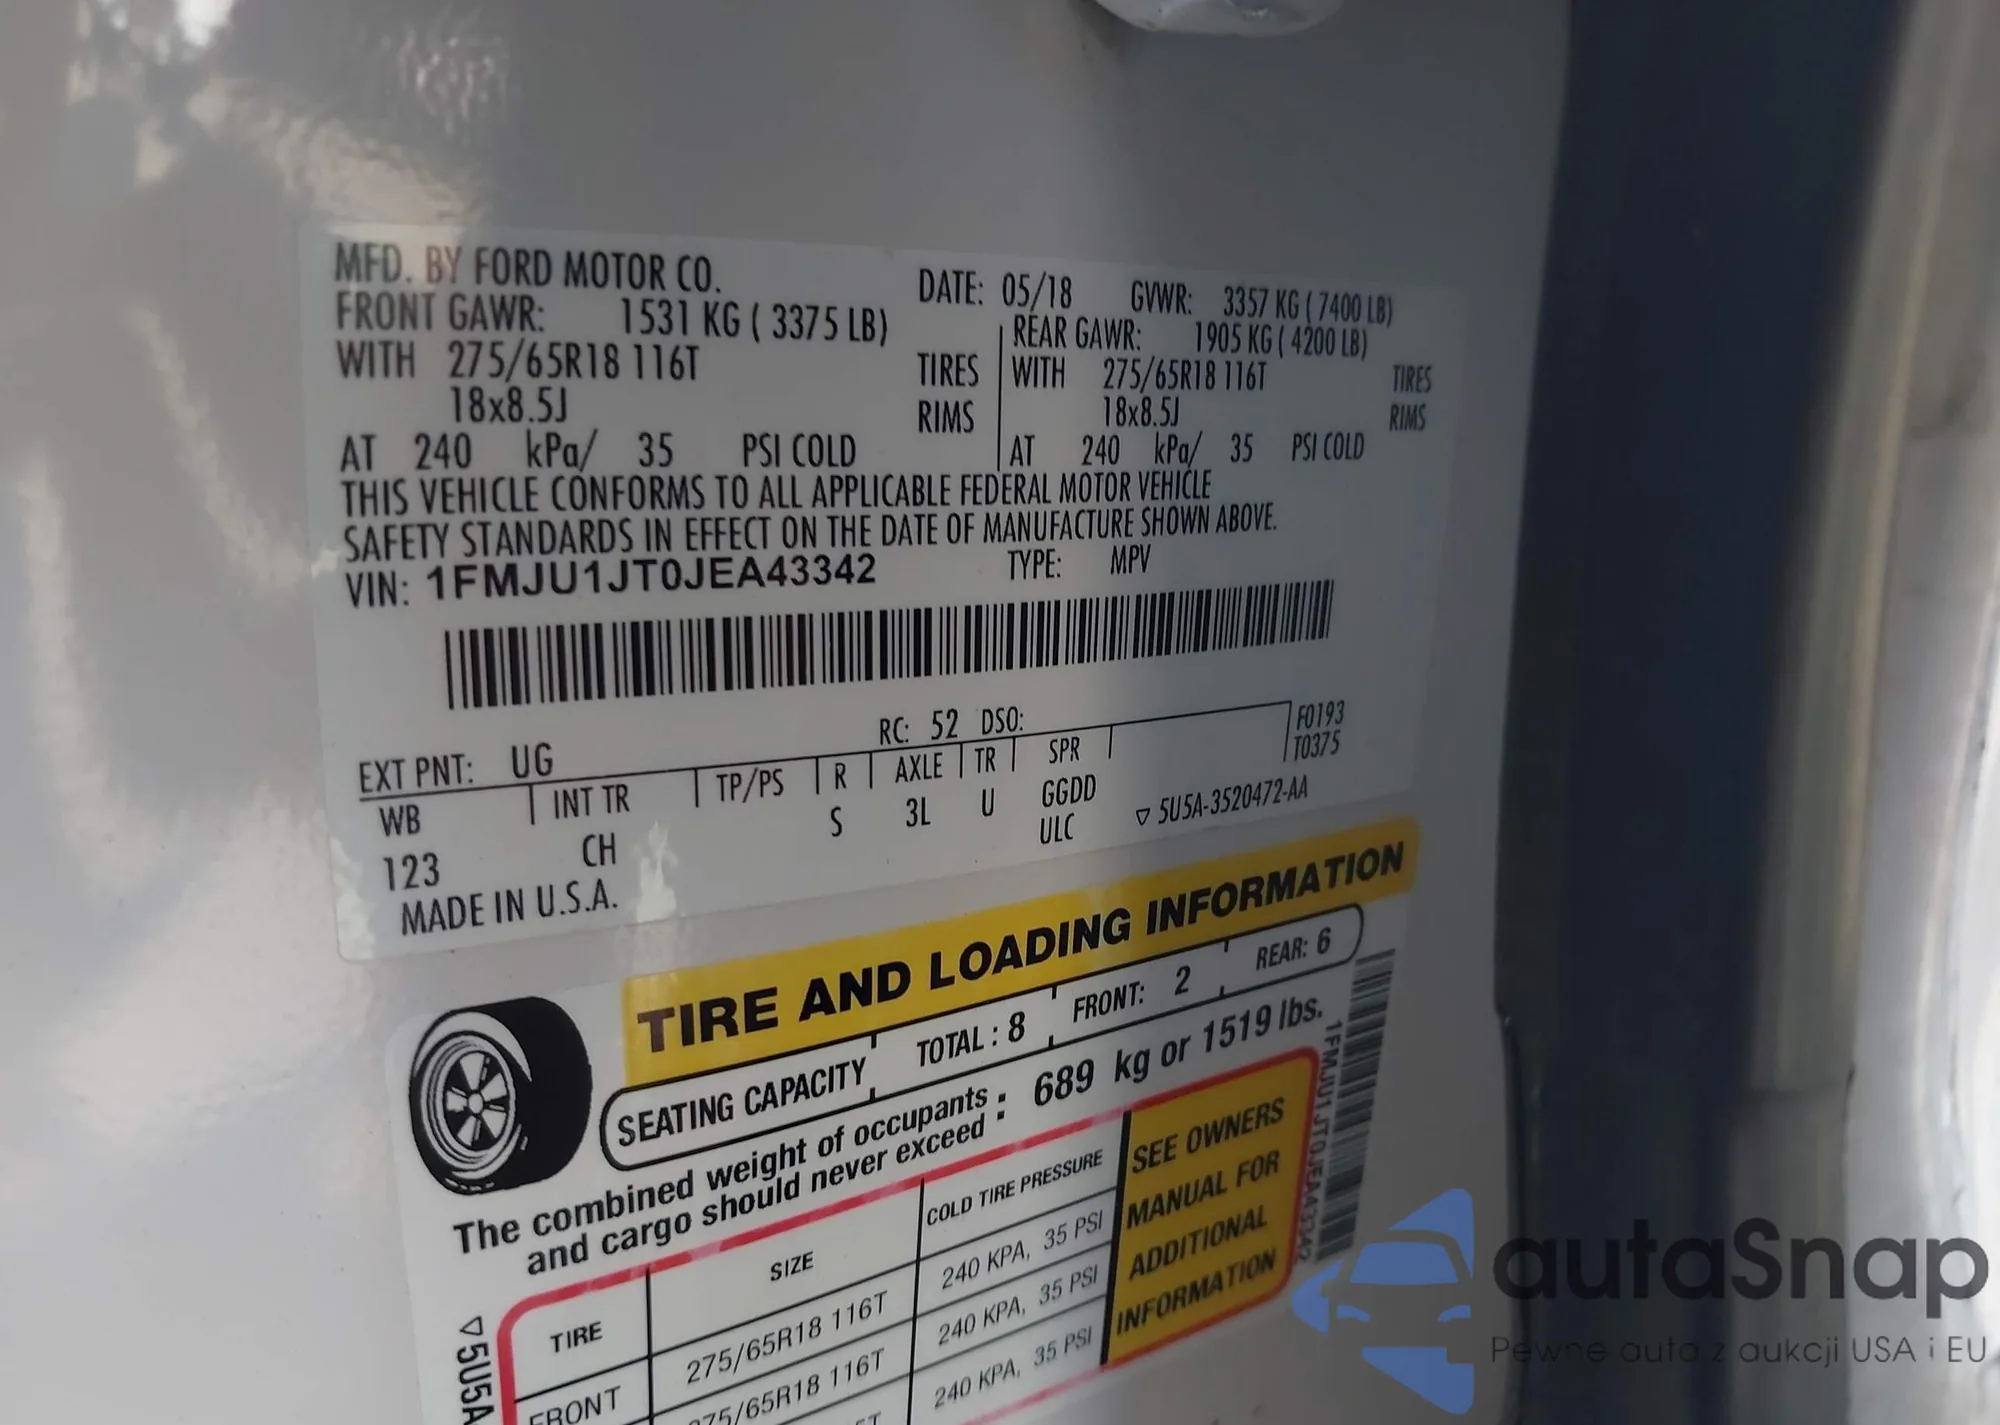 MFD. BY FORD MOTOR CO.
DATE: 05/18 GVWR: 3357 KG ( 7400 LB)
FRONT GAWR: 1531 KG ( 3375 LB) REAR GAWR: 1905 KG ( 4200 LB)
WITH 275/65R18 116T TIRES WITH 275/65R18 116T TIRES
18x8.5J RIMS 18x8.5J RIMS
AT 240 kPa/ 35 PSI COLD AT 240 kPa/ 35 PSI COLD
THIS VEHICLE CONFORMS TO ALL APPLICABLE FEDERAL MOTOR VEHICLE
SAFETY STANDARDS IN EFFECT ON THE DATE OF MANUFACTURE SHOWN ABOVE.
VIN: 1FMJU1JT0JEA43342 TYPE: MPV
EXT PNT: UG RC: 52 DSO: F0193
T0375
WB INT TR TP/PS R AXLE TR SPR
123 CH S 3L U GGDD
ULC
▽ 5U5A-3520472-AA
MADE IN U.S.A.
TIRE AND LOADING INFORMATION
SEATING CAPACITY TOTAL : 8 FRONT: 2 REAR: 6
The combined weight of occupants
and cargo should never exceed : 689 kg or 1519 lbs.
TIRE SIZE COLD TIRE PRESSURE
FRONT 275/65R18 116T 240 KPA, 35 PSI
275/65R18 116T 240 KPA, 35 PSI
240 KPA, 35 PSI
SEE OWNERS
MANUAL FOR
ADDITIONAL
INFORMATION
1FMJU1JT0JEA43342
▽5U5A
autaSnap
Pewne auto z aukcji USA i EU